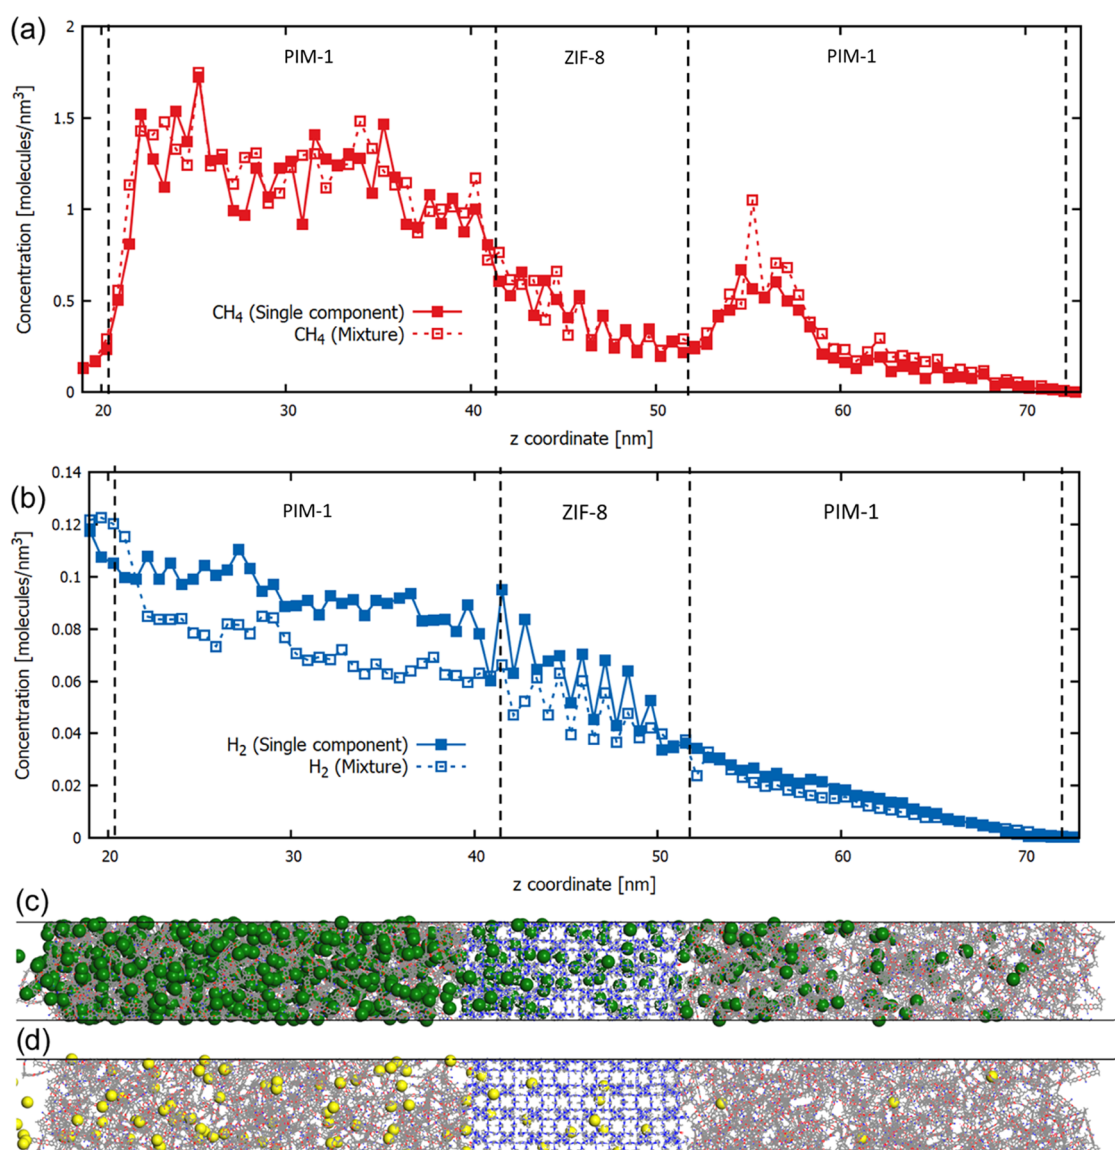 (a)
2
1.5
1
0.5
0
Concentration [molecules/nm³]
PIM-1 ZIF-8 PIM-1
CH₄ (Single component)
CH₄ (Mixture)
20 30 40 50 60 70
z coordinate [nm]
(b)
0.14
0.12
0.1
0.08
0.06
0.04
0.02
0
Concentration [molecules/nm³]
PIM-1 ZIF-8 PIM-1
H₂ (Single component)
H₂ (Mixture)
20 30 40 50 60 70
z coordinate [nm]
(c)
(d)